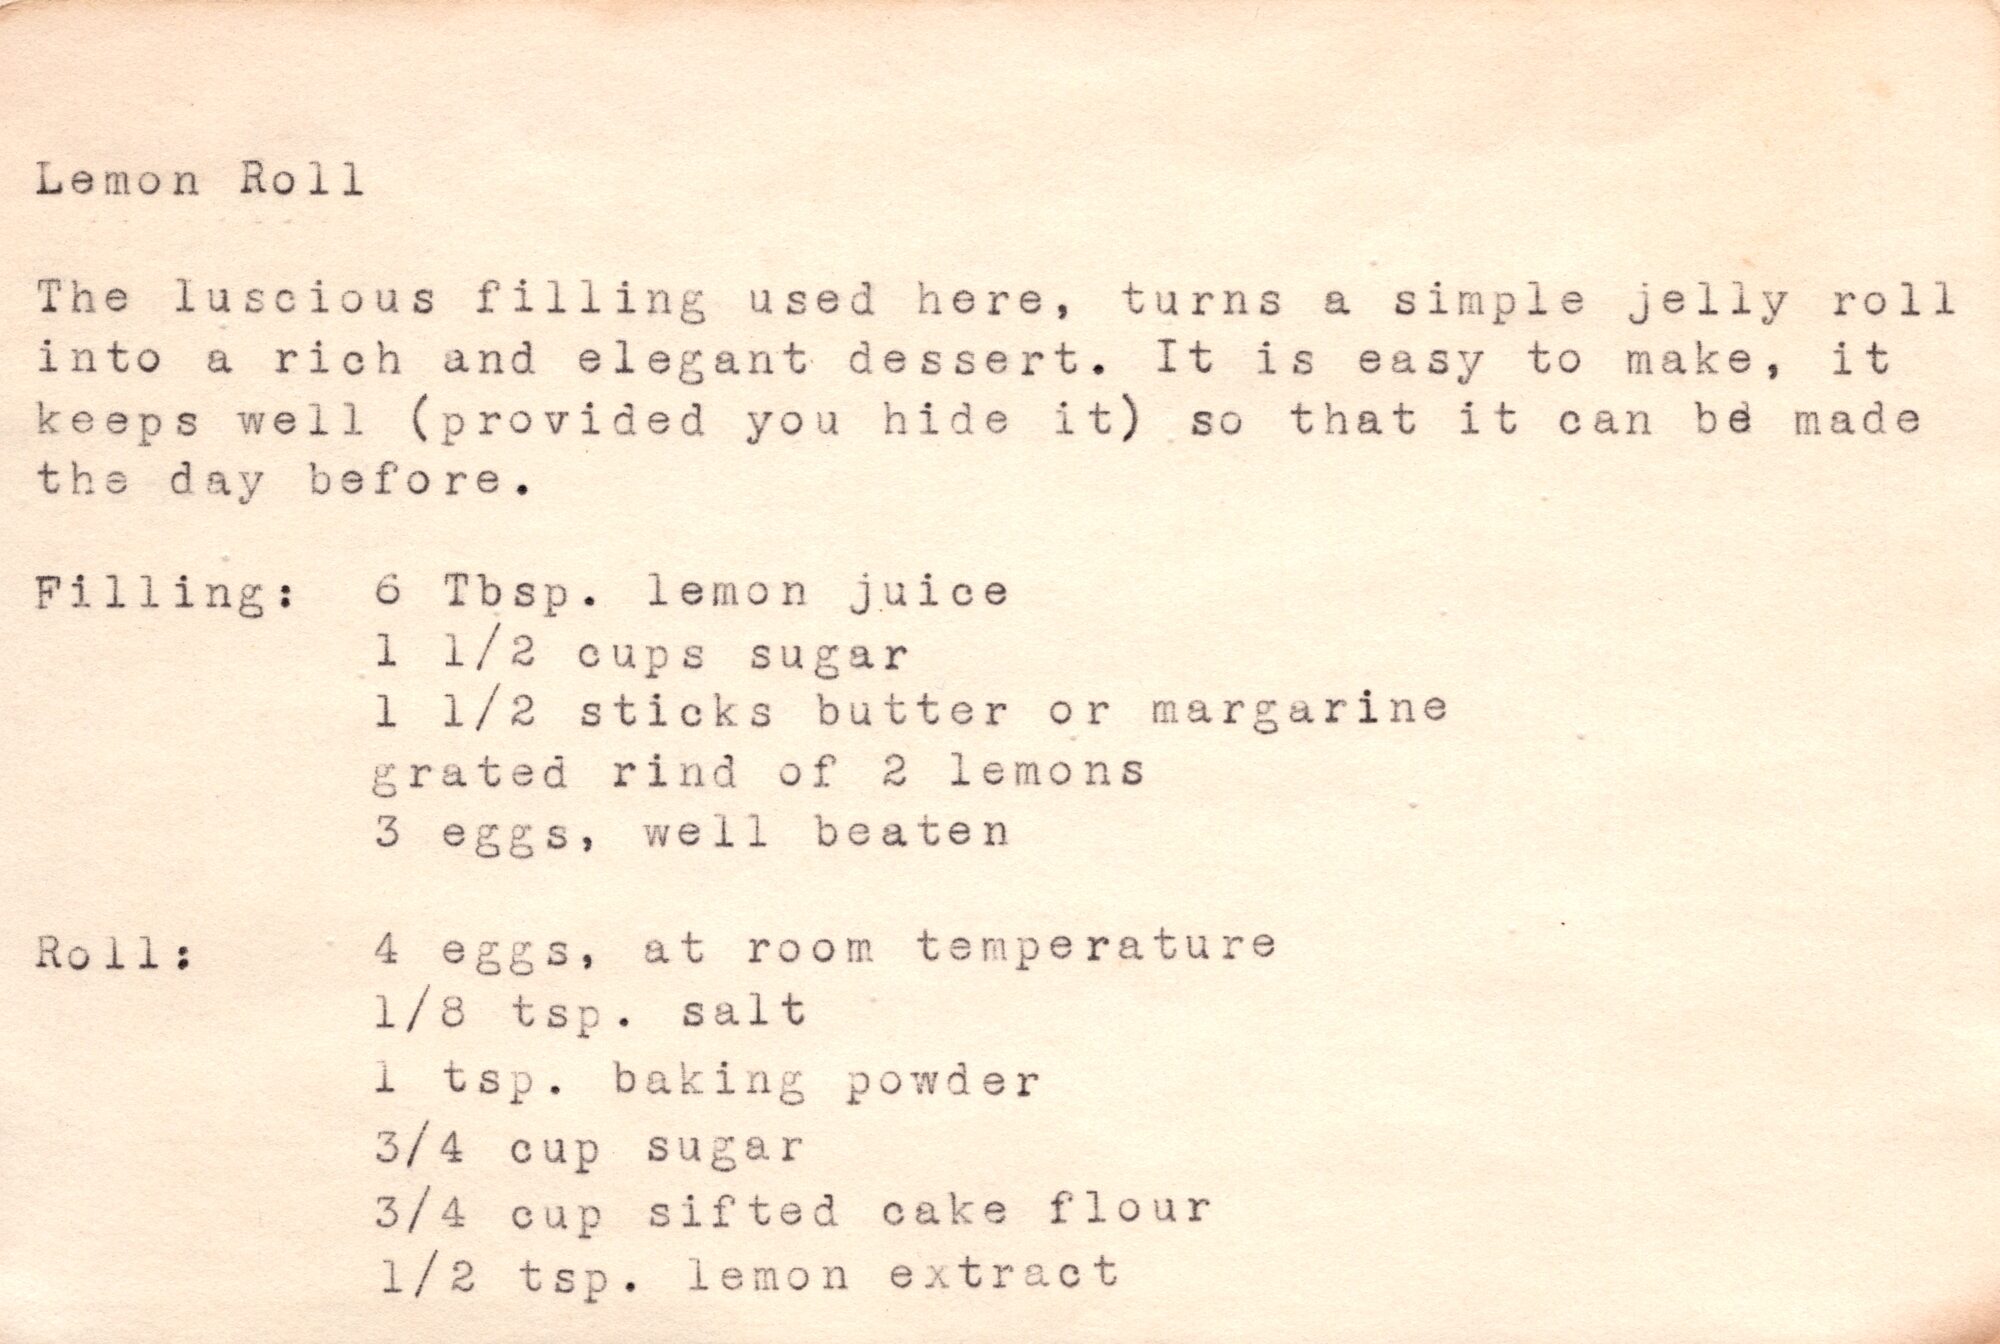 Lemon Roll
The luscious filling used here, turns a simple jelly roll
into a rich and elegant dessert. It is easy to make, it
keeps well (provided you hide it) so that it can be made
the day before.
Filling: 6 Tbsp. lemon juice
1 1/2 cups sugar
1 1/2 sticks butter or margarine
grated rind of 2 lemons
3 eggs, well beaten
Roll: 4 eggs, at room temperature
1/8 tsp. salt
1 tsp. baking powder
3/4 cup sugar
3/4 cup sifted cake flour
1/2 tsp. lemon extract